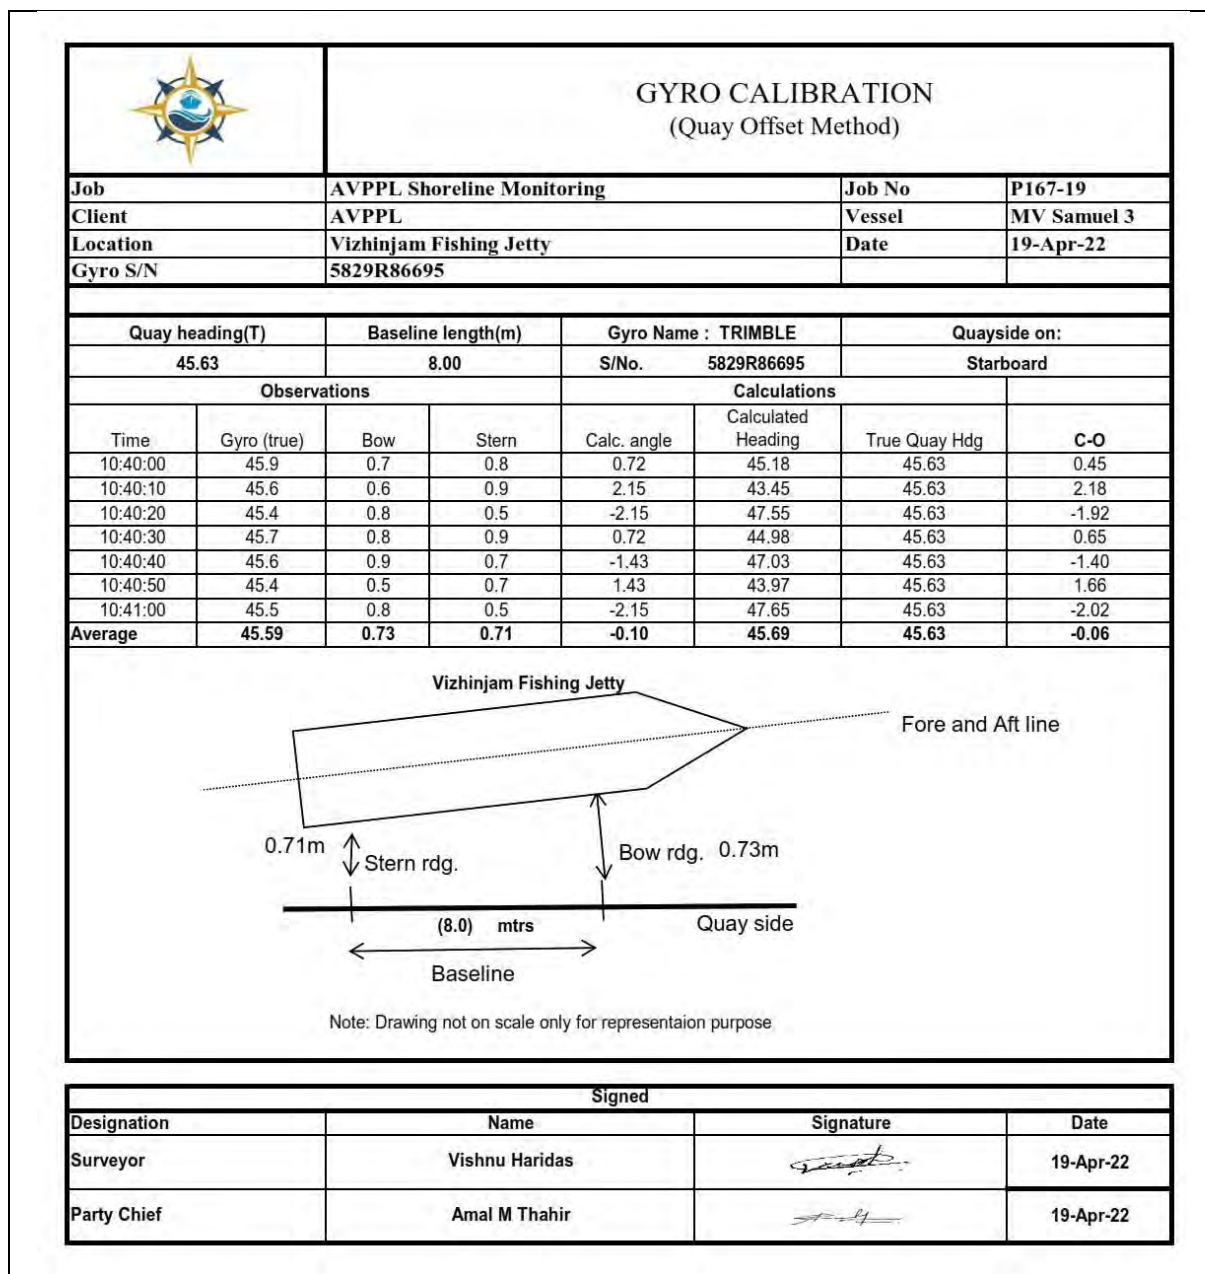 GYRO CALIBRATION
(Quay Offset Method)
Job AVPPL Shoreline Monitoring Job No P167-19
Client AVPPL Vessel MV Samuel 3
Location Vizhinjam Fishing Jetty Date 19-Apr-22
Gyro S/N 5829R86695
Quay heading(T) Baseline length(m) Gyro Name : TRIMBLE Quayside on:
45.63 8.00 S/No. 5829R86695 Starboard
Observations Calculations
Time Gyro (true) Bow Stern Calc. angle Calculated Heading True Quay Hdg C-O
10:40:00 45.9 0.7 0.8 0.72 45.18 45.63 0.45
10:40:10 45.6 0.6 0.9 2.15 43.45 45.63 2.18
10:40:20 45.4 0.8 0.5 -2.15 47.55 45.63 -1.92
10:40:30 45.7 0.8 0.9 0.72 44.98 45.63 0.65
10:40:40 45.6 0.9 0.7 -1.43 47.03 45.63 -1.40
10:40:50 45.4 0.5 0.7 1.43 43.97 45.63 1.66
10:41:00 45.5 0.8 0.5 -2.15 47.65 45.63 -2.02
Average 45.59 0.73 0.71 -0.10 45.69 45.63 -0.06
Vizhinjam Fishing Jetty
Fore and Aft line
0.71m Stern rdg. Bow rdg. 0.73m
(8.0) mtrs Quay side
Baseline
Note: Drawing not on scale only for representaion purpose
Signed
Designation Name Signature Date
Surveyor Vishnu Haridas 19-Apr-22
Party Chief Amal M Thahir 19-Apr-22